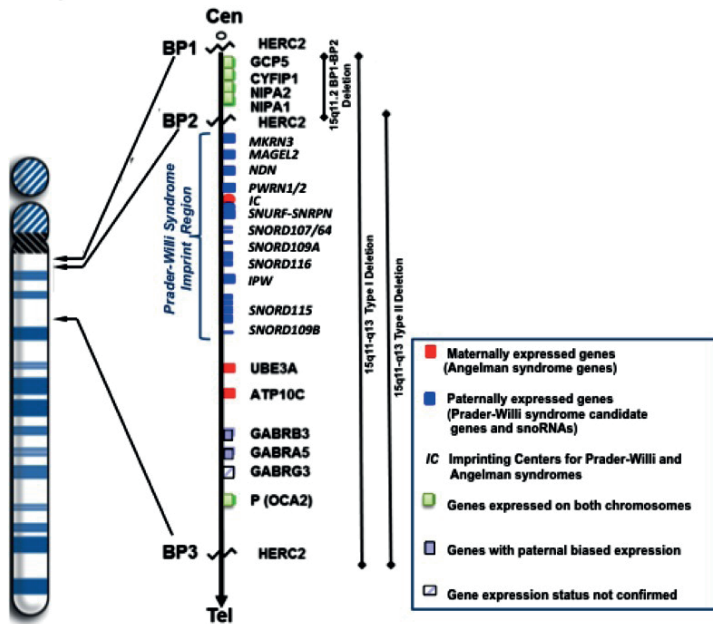 Cen
BP1
HERC2
GCP5
CYFIP1
NIPA2
NIPA1
BP2
HERC2
15q11.2 BP1-BP2
Deletion
Prader-Willi Syndrome
Imprint Region
MKRN3
MAGEL2
NDN
PWRN1/2
IC
SNURF-SNRPN
SNORD107/64
SNORD109A
SNORD116
IPW
SNORD115
SNORD109B
UBE3A
ATP10C
GABRB3
GABRA5
GABRG3
P (OCA2)
BP3
HERC2
Tel
15q11-q13 Type I Deletion
15q11-q13 Type II Deletion
Maternally expressed genes
(Angelman syndrome genes)
Paternally expressed genes
(Prader-Willi syndrome candidate
genes and snoRNAs)
IC Imprinting Centers for Prader-Willi and
Angelman syndromes
Genes expressed on both chromosomes
Genes with paternal biased expression
Gene expression status not confirmed